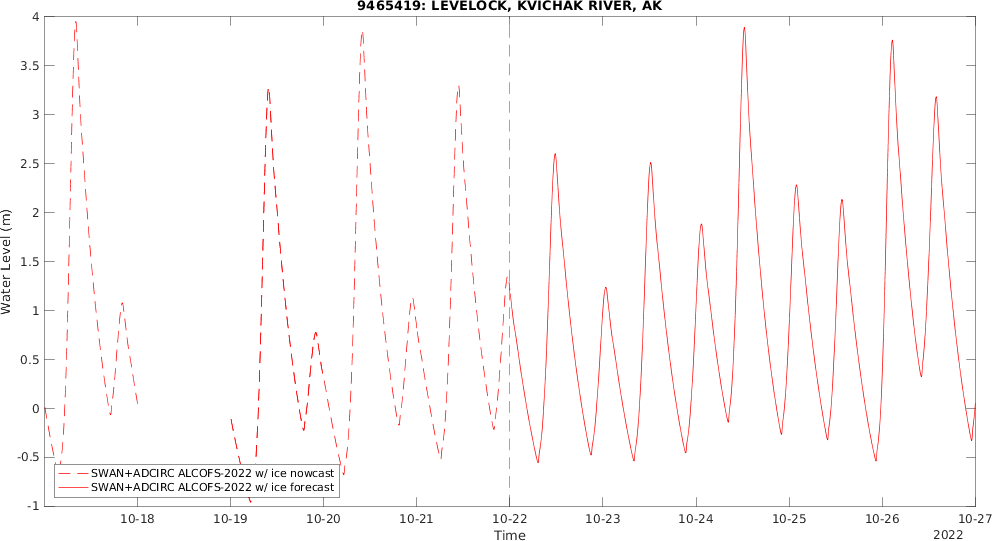 9465419: LEVELOCK, KVICHAK RIVER, AK
4
3.5
3
2.5
2
1.5
1
0.5
0
-0.5
-1
Water Level (m)
SWAN+ADCIRC ALCOFS-2022 w/ ice nowcast
SWAN+ADCIRC ALCOFS-2022 w/ ice forecast
10-18 10-19 10-20 10-21 10-22 10-23 10-24 10-25 10-26 10-27
Time
2022